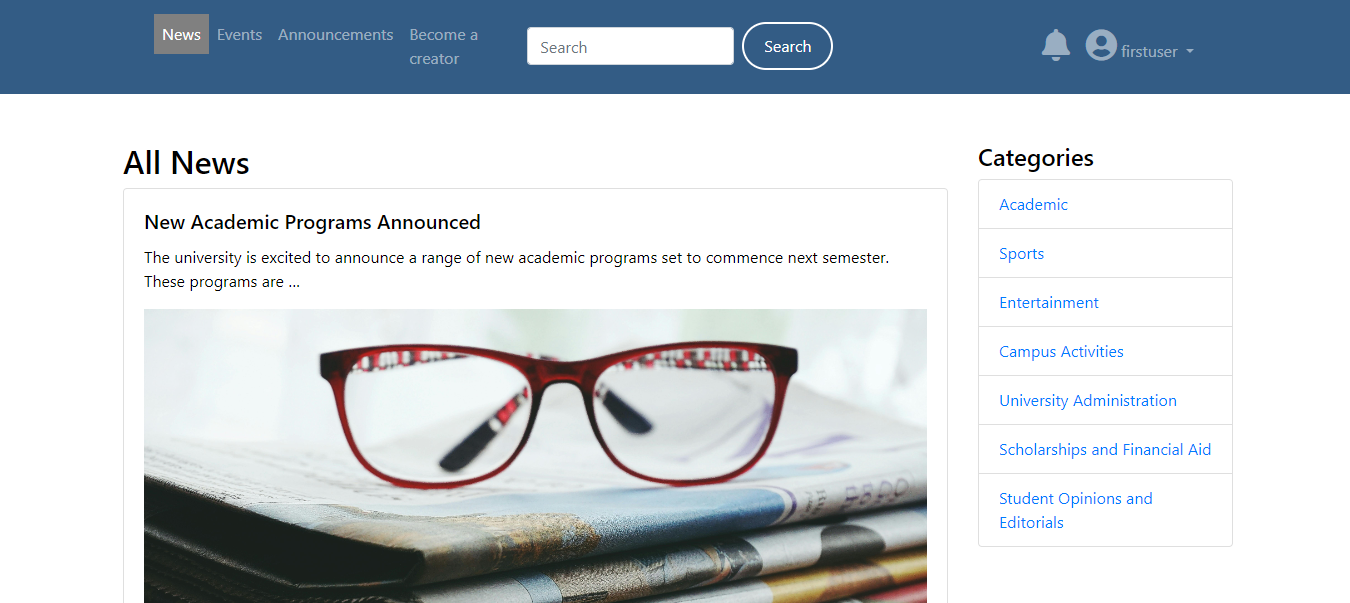 News Events Announcements Become a
creator
Search
Search
firstuser
All News
New Academic Programs Announced
The university is excited to announce a range of new academic programs set to commence next semester.
These programs are ...
Categories
Academic
Sports
Entertainment
Campus Activities
University Administration
Scholarships and Financial Aid
Student Opinions and
Editorials